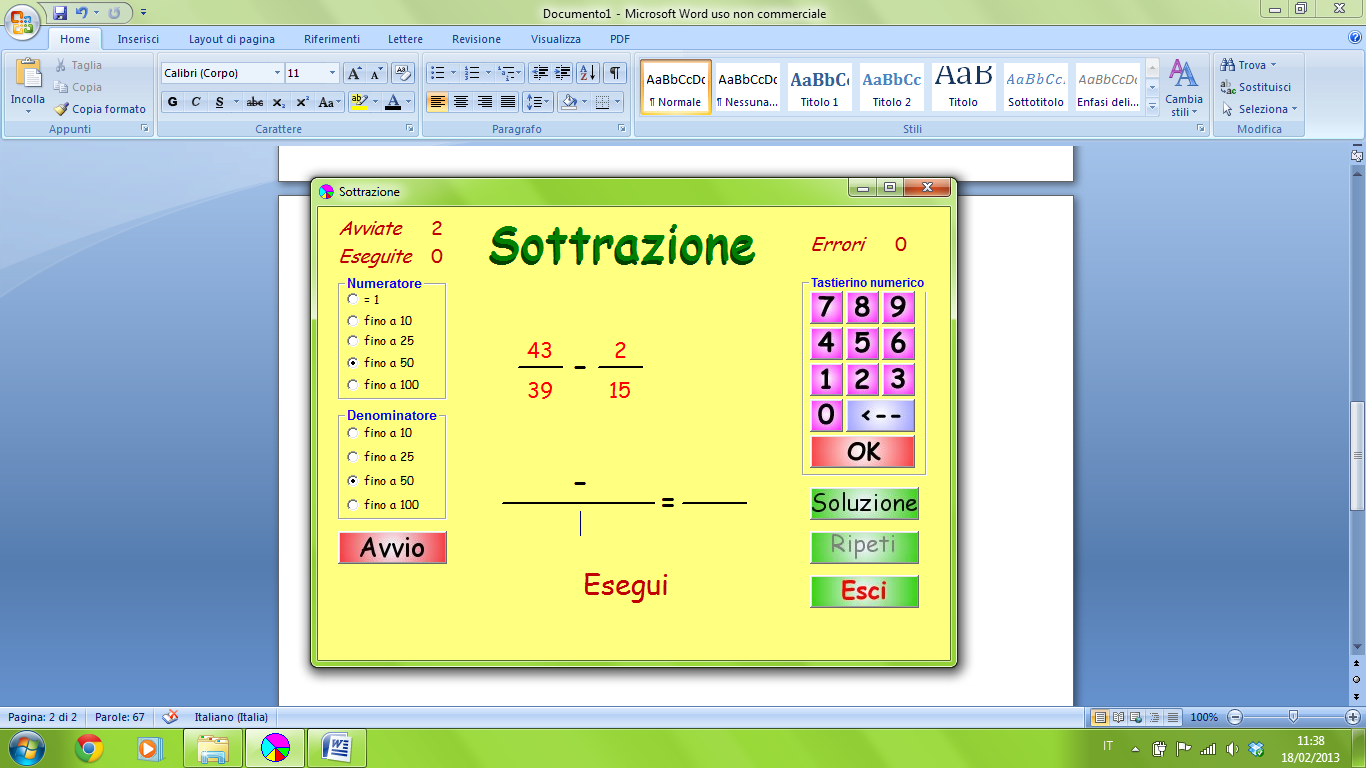 Documento1 - Microsoft Word uso non commerciale
Home Inserisci Layout di pagina Riferimenti Lettere Revisione Visualizza PDF
Incolla
Taglia
Copia
Copia formato
Appunti
Calibri (Corpo) 11
G C S abc x₂ x² Aa
Carattere
Paragrafo
AaBbCcDc AaBbCcDc AaBbCc AaBbCc AaB AaBbCc. AaBbCcDc
¶ Normale ¶ Nessuna... Titolo 1 Titolo 2 Titolo Sottotitolo Enfasi deli...
Stili
Cambia
stili
Trova
Sostituisci
Seleziona
Modifica
Sottrazione
Avviate 2
Eseguite 0
Sottrazione
Errori 0
Numeratore
= 1
fino a 10
fino a 25
fino a 50
fino a 100
Denominatore
fino a 10
fino a 25
fino a 50
fino a 100
Avvio
43 - 2
39 15
- =
Esegui
Tastierino numerico
7 8 9
4 5 6
1 2 3
0 <--
OK
Soluzione
Ripeti
Esci
Pagina: 2 di 2 Parole: 67 Italiano (Italia) 100%
IT 11:38
18/02/2013